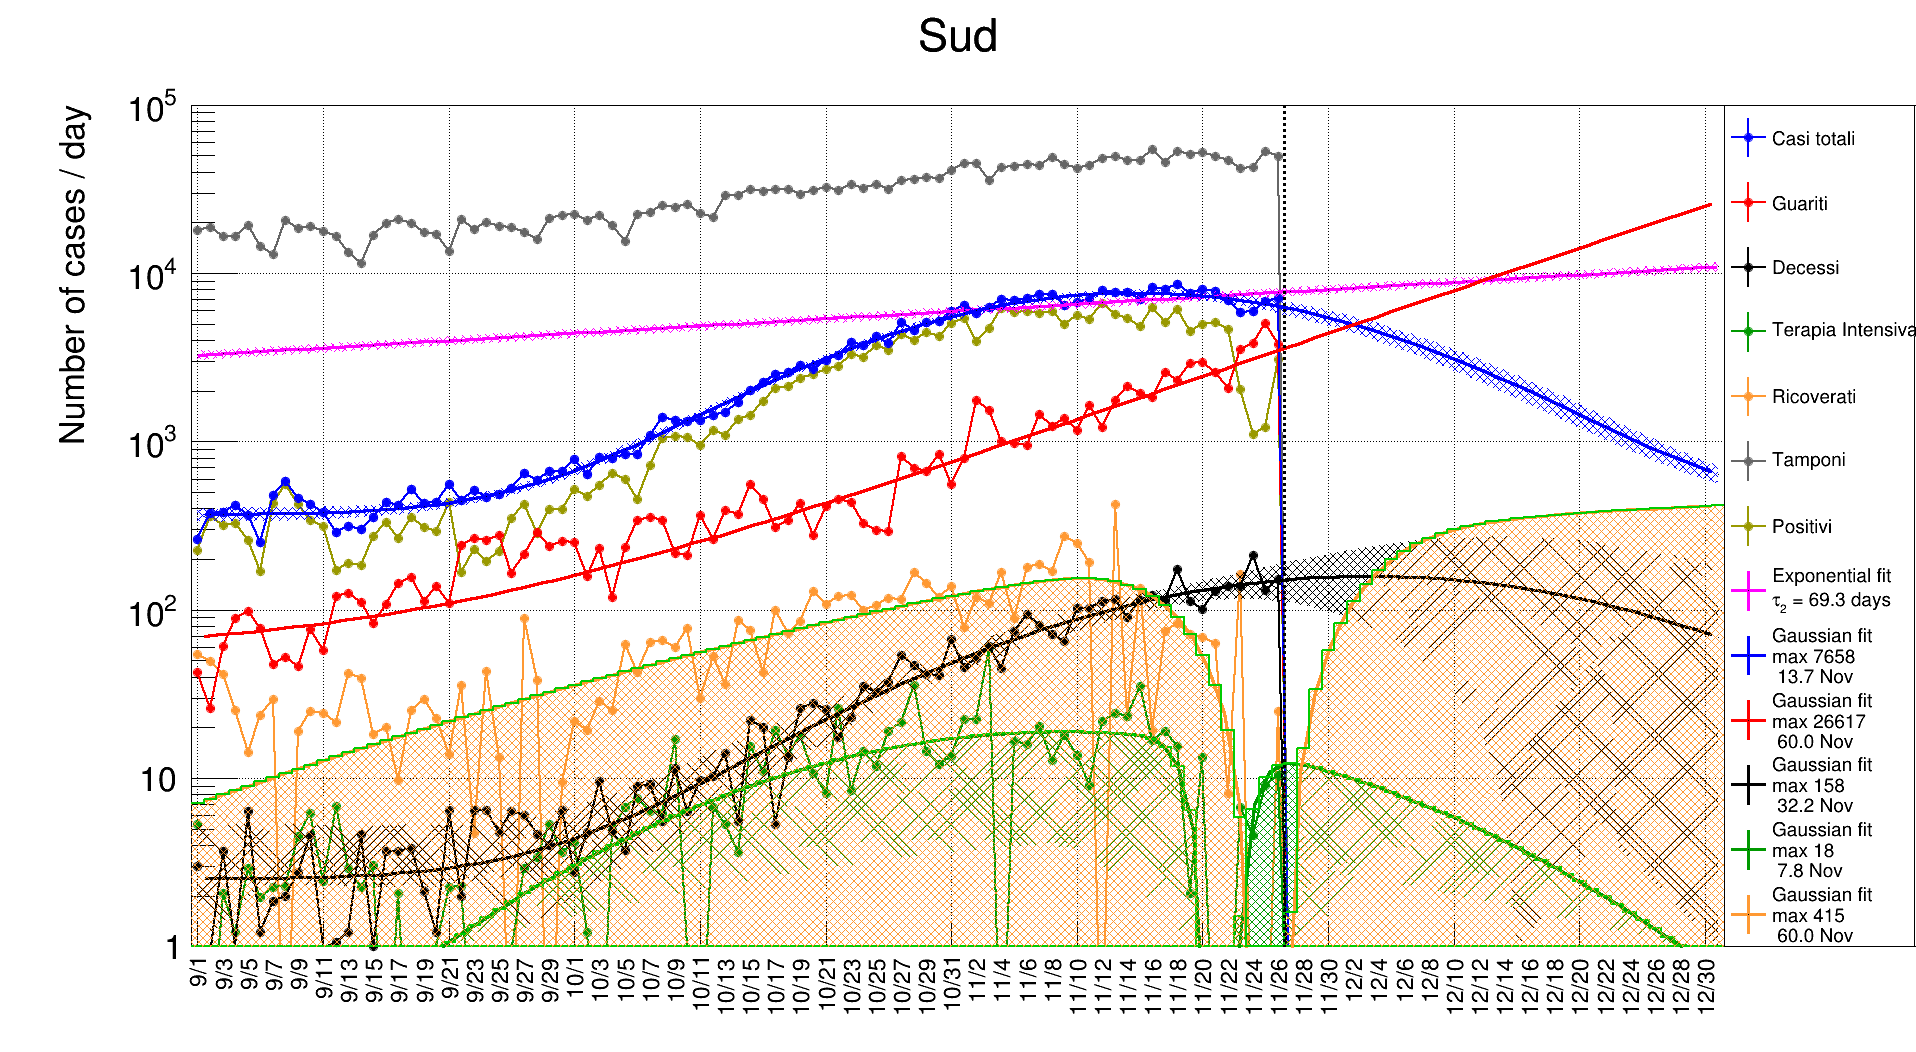 Sud
Number of cases / day
10^5
10^4
10^3
10^2
10
1
9/1
9/3
9/5
9/7
9/9
9/11
9/13
9/15
9/17
9/19
9/21
9/23
9/25
9/27
9/29
10/1
10/3
10/5
10/7
10/9
10/11
10/13
10/15
10/17
10/19
10/21
10/23
10/25
10/27
10/29
10/31
11/2
11/4
11/6
11/8
11/10
11/12
11/14
11/16
11/18
11/20
11/22
11/24
11/26
11/28
11/30
12/2
12/4
12/6
12/8
12/10
12/12
12/14
12/16
12/18
12/20
12/22
12/24
12/26
12/28
12/30
Casi totali
Guariti
Decessi
Terapia Intensiva
Ricoverati
Tamponi
Positivi
Exponential fit
τ₂ = 69.3 days
Gaussian fit
max 7658
13.7 Nov
Gaussian fit
max 26617
60.0 Nov
Gaussian fit
max 158
32.2 Nov
Gaussian fit
max 18
7.8 Nov
Gaussian fit
max 415
60.0 Nov